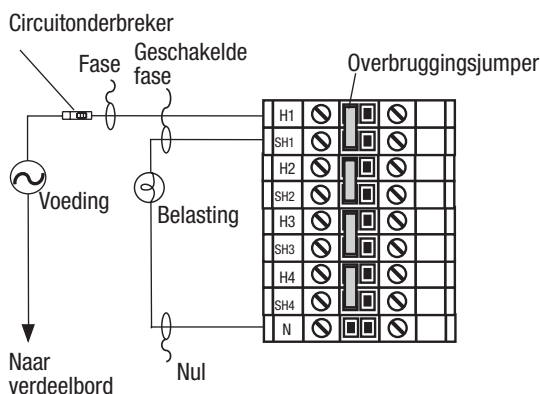 Circuitonderbreker
Fase
Geschakelde
fase
Overbruggingsjumper
H1
SH1
H2
SH2
H3
SH3
H4
SH4
N
Voeding
Belasting
Naar
verdeelbord
Nul